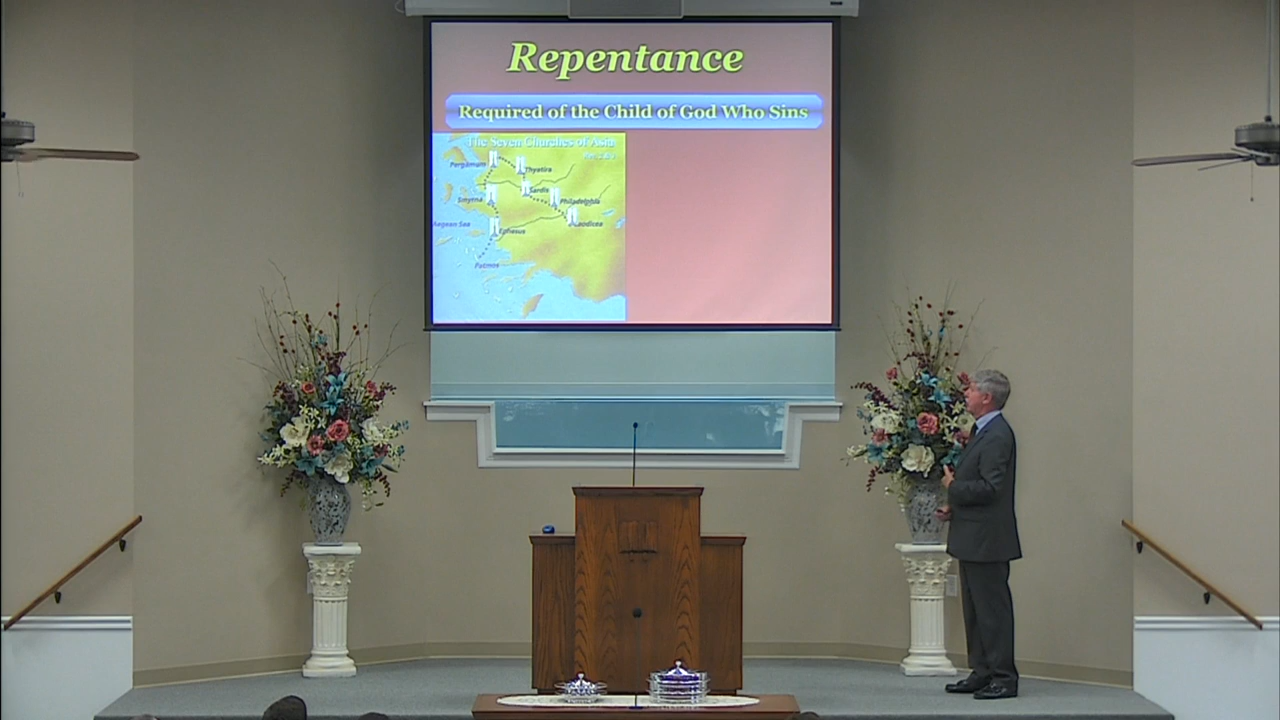 Repentance
Required of the Child of God Who Sins
The Seven Churches of Asia
Pergamum
Thyatira
Sardis
Smyrna
Philadelphia
Aegean Sea
Laodicea
Ephesus
Patmos